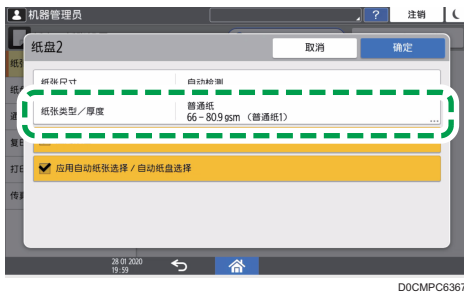 机器管理员
?
注销
纸盘2
取消
确定
纸张尺寸
自动检测
纸张类型／厚度
普通纸
66 – 80.9 gsm （普通纸1）
...
应用自动纸张选择 / 自动纸盘选择
28 01 2020
19 : 59
D0CMPC6367